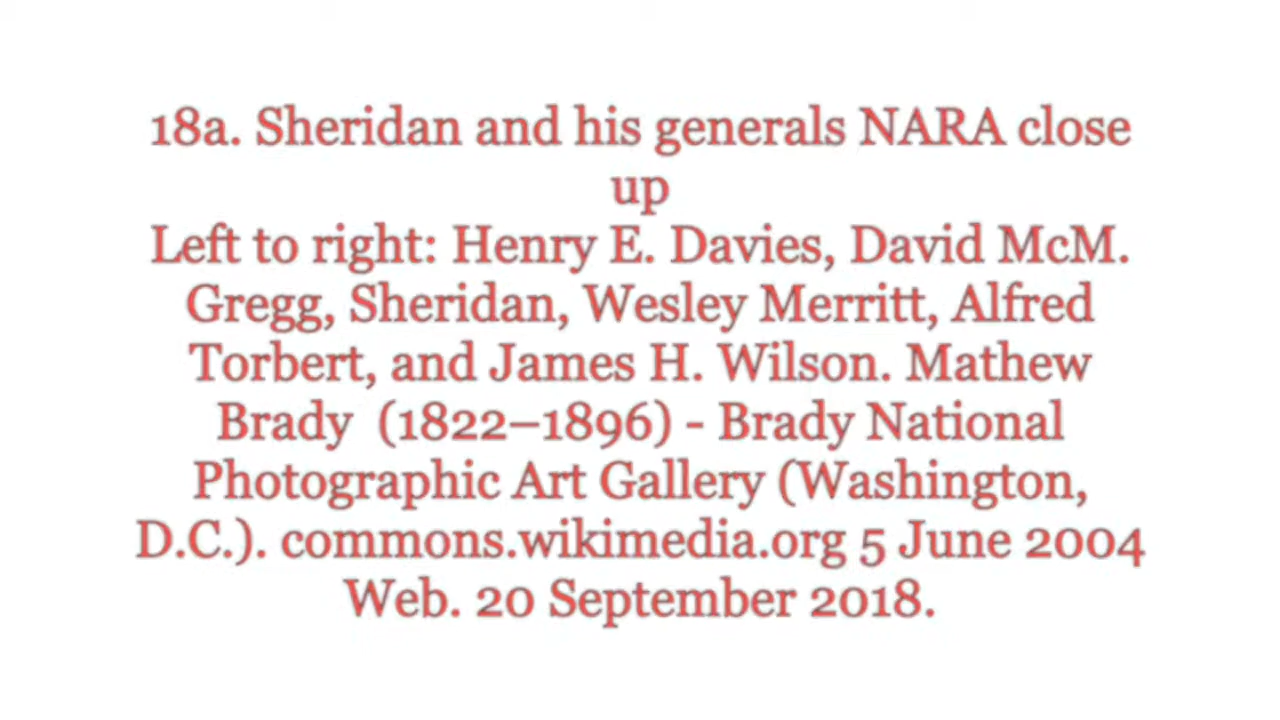 18a. Sheridan and his generals NARA close
up
Left to right: Henry E. Davies, David McM.
Gregg, Sheridan, Wesley Merritt, Alfred
Torbert, and James H. Wilson. Mathew
Brady  (1822–1896) - Brady National
Photographic Art Gallery (Washington,
D.C.). commons.wikimedia.org 5 June 2004
Web. 20 September 2018.